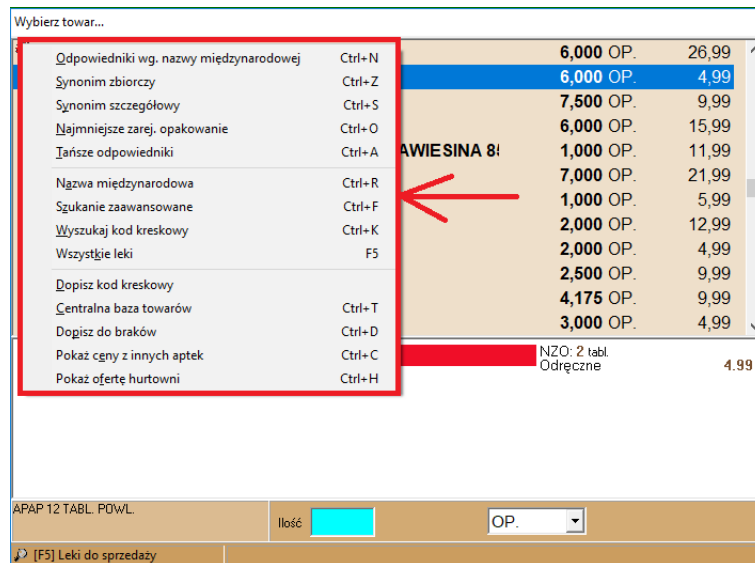 Wybierz towar...
Odpowiedniki wg. nazwy międzynarodowej Ctrl+N
Synonim zbiorczy Ctrl+Z
Synonim szczegółowy Ctrl+S
Najmniejsze zarej. opakowanie Ctrl+O
Tańsze odpowiedniki Ctrl+A
Nazwa międzynarodowa Ctrl+R
Szukanie zaawansowane Ctrl+F
Wyszukaj kod kreskowy Ctrl+K
Wszystkie leki F5
Dopisz kod kreskowy
Centralna baza towarów Ctrl+T
Dopisz do braków Ctrl+D
Pokaż ceny z innych aptek Ctrl+C
Pokaż ofertę hurtowni Ctrl+H
6,000 OP. 26,99
6,000 OP. 4,99
7,500 OP. 9,99
6,000 OP. 15,99
AWIESINA 1,000 OP. 11,99
7,000 OP. 21,99
1,000 OP. 5,99
2,000 OP. 12,99
2,000 OP. 4,99
2,500 OP. 9,99
4,175 OP. 9,99
3,000 OP. 4,99
NZO: 2 tabl.
Odręczne 4.99
APAP 12 TABL. POWL.
Ilość OP.
[F5] Leki do sprzedaży